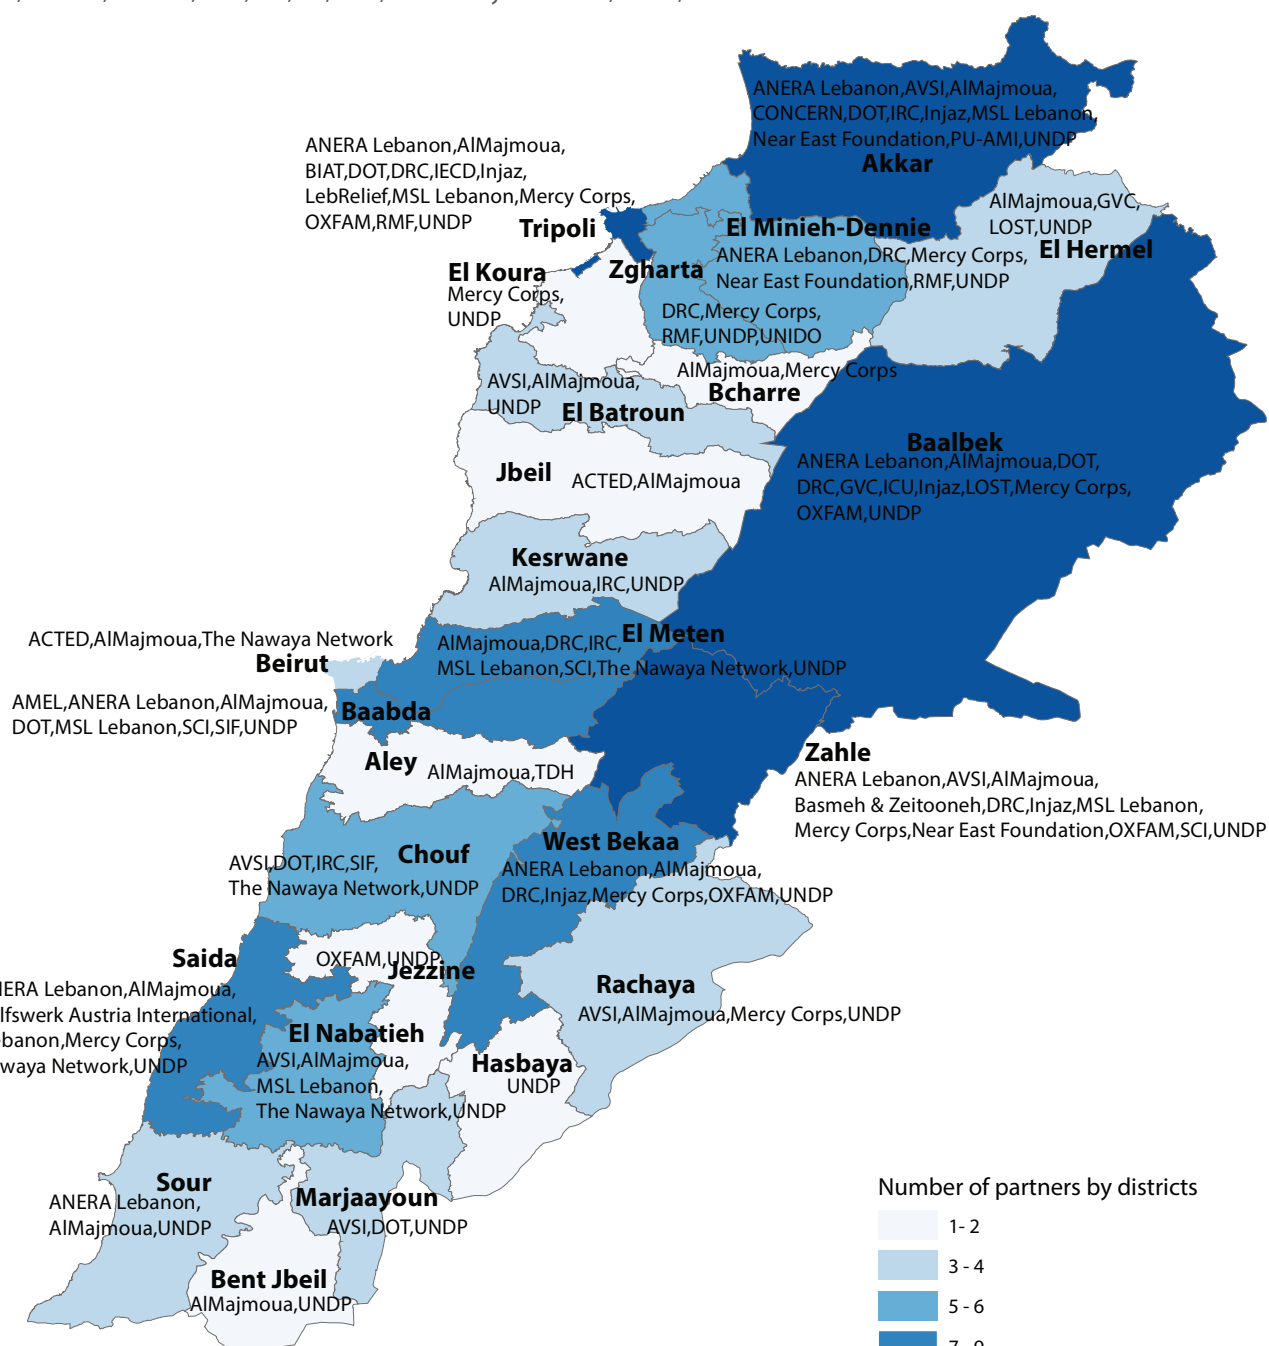 ANERA Lebanon,AVSI,AlMajmoua,
CONCERN,DOT,IRC,Injaz,MSL Lebanon,
Near East Foundation,PU-AMI,UNDP
Akkar
ANERA Lebanon,AlMajmoua,
BIAT,DOT,DRC,IECD,Injaz,
LebRelief,MSL Lebanon,Mercy Corps,
OXFAM,RMF,UNDP
Tripoli
AlMajmoua,GVC,
LOST,UNDP
El Hermel
El Minieh-Dennie
ANERA Lebanon,DRC,Mercy Corps,
Near East Foundation,RMF,UNDP
Zgharta
DRC,Mercy Corps,
RMF,UNDP,UNIDO
El Koura
Mercy Corps,
UNDP
AlMajmoua,Mercy Corps
Bcharre
AVSI,AlMajmoua,
UNDP
El Batroun
Baalbek
ANERA Lebanon,AlMajmoua,DOT,
DRC,GVC,ICU,Injaz,LOST,Mercy Corps,
OXFAM,UNDP
Jbeil
ACTED,AlMajmoua
Kesrwane
AlMajmoua,IRC,UNDP
El Meten
AlMajmoua,DRC,IRC,
MSL Lebanon,SCI,The Nawaya Network,UNDP
ACTED,AlMajmoua,The Nawaya Network
Beirut
AMEL,ANERA Lebanon,AlMajmoua,
DOT,MSL Lebanon,SCI,SIF,UNDP
Baabda
Aley
AlMajmoua,TDH
Zahle
ANERA Lebanon,AVSI,AlMajmoua,
Basmeh & Zeitooneh,DRC,Injaz,MSL Lebanon,
Mercy Corps,Near East Foundation,OXFAM,SCI,UNDP
Chouf
AVSI,DOT,IRC,SIF,
The Nawaya Network,UNDP
West Bekaa
ANERA Lebanon,AlMajmoua,
DRC,Injaz,Mercy Corps,OXFAM,UNDP
Saida
Lebanon,AlMajmoua,
Austria International,
Mercy Corps,
Network,UNDP
OXFAM,UNDP
Jezzine
Rachaya
AVSI,AlMajmoua,Mercy Corps,UNDP
El Nabatieh
AVSI,AlMajmoua,
MSL Lebanon,
The Nawaya Network,UNDP
Hasbaya
UNDP
Sour
ANERA Lebanon,
AlMajmoua,UNDP
Marjaayoun
AVSI,DOT,UNDP
Bent Jbeil
AlMajmoua,UNDP
Number of partners by districts
1- 2
3 - 4
5 - 6